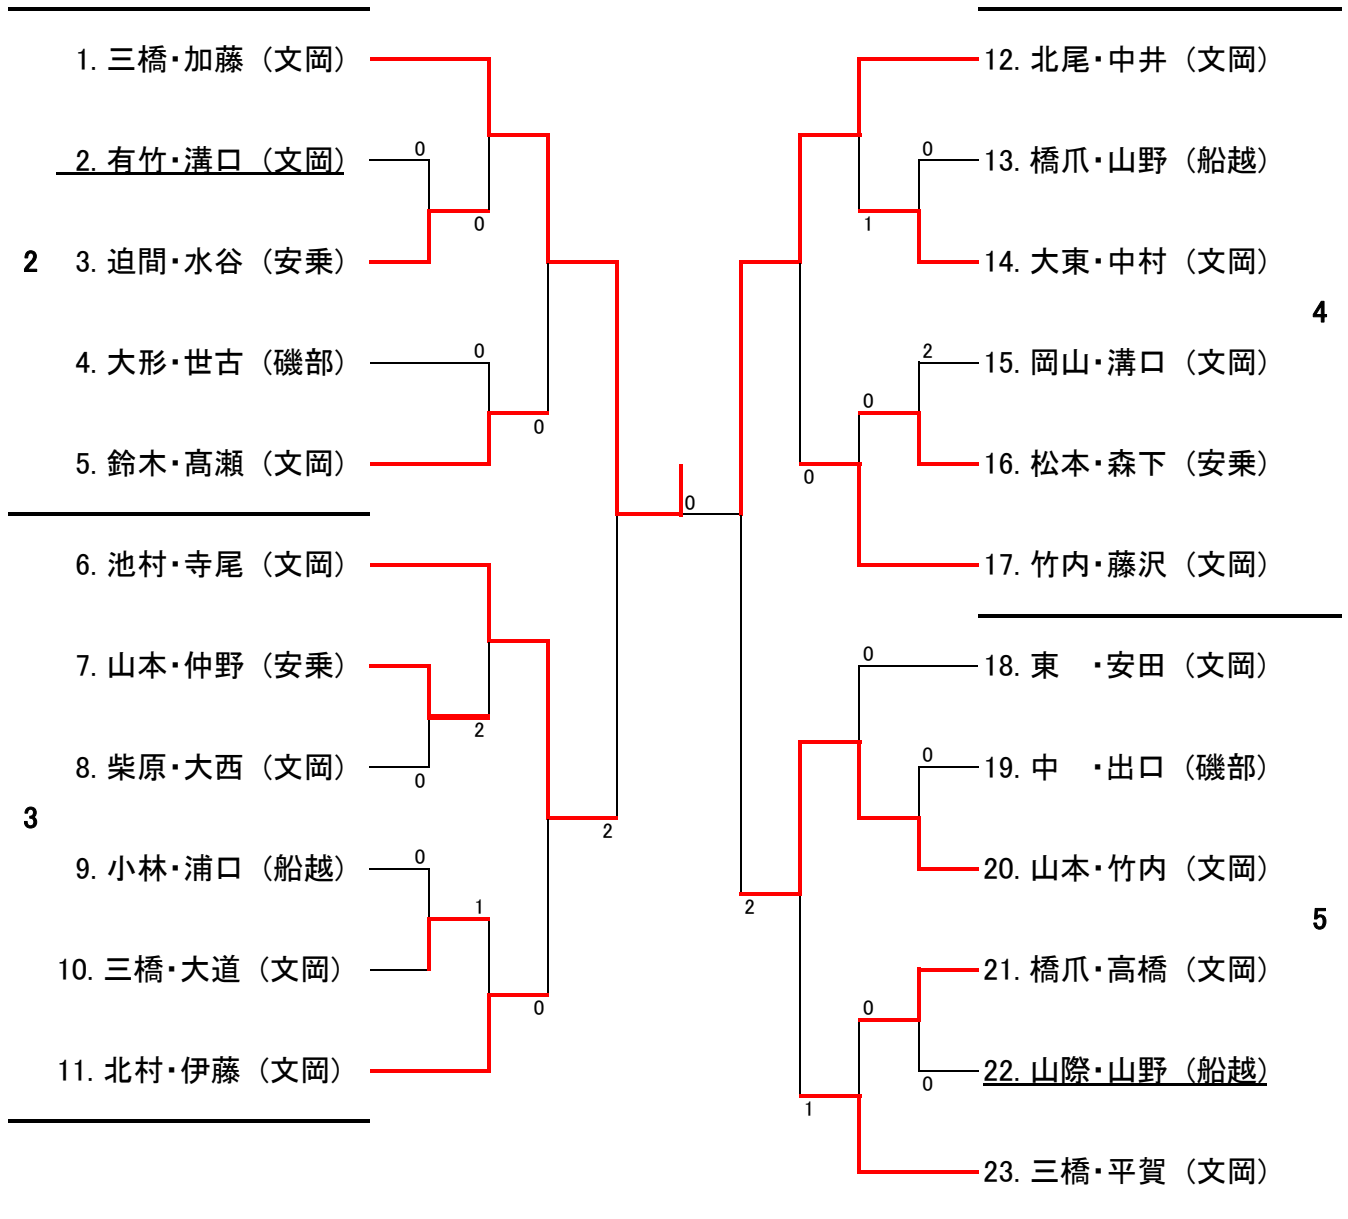 1. 三橋・加藤（文岡）
0
2. 有竹・溝口（文岡）
0
2
3. 迫間・水谷（安乗）
0
4. 大形・世古（磯部）
0
5. 鈴木・髙瀬（文岡）
6. 池村・寺尾（文岡）
7. 山本・仲野（安乗）
2
8. 柴原・大西（文岡）
0
3
2
0
9. 小林・浦口（船越）
1
10. 三橋・大道（文岡）
0
11. 北村・伊藤（文岡）
0
12. 北尾・中井（文岡）
0
13. 橋爪・山野（船越）
1
14. 大東・中村（文岡）
4
2
15. 岡山・溝口（文岡）
0
16. 松本・森下（安乗）
0
17. 竹内・藤沢（文岡）
0
18. 東　・安田（文岡）
0
19. 中　・出口（磯部）
20. 山本・竹内（文岡）
2
5
21. 橋爪・高橋（文岡）
0
22. 山際・山野（船越）
0
1
23. 三橋・平賀（文岡）